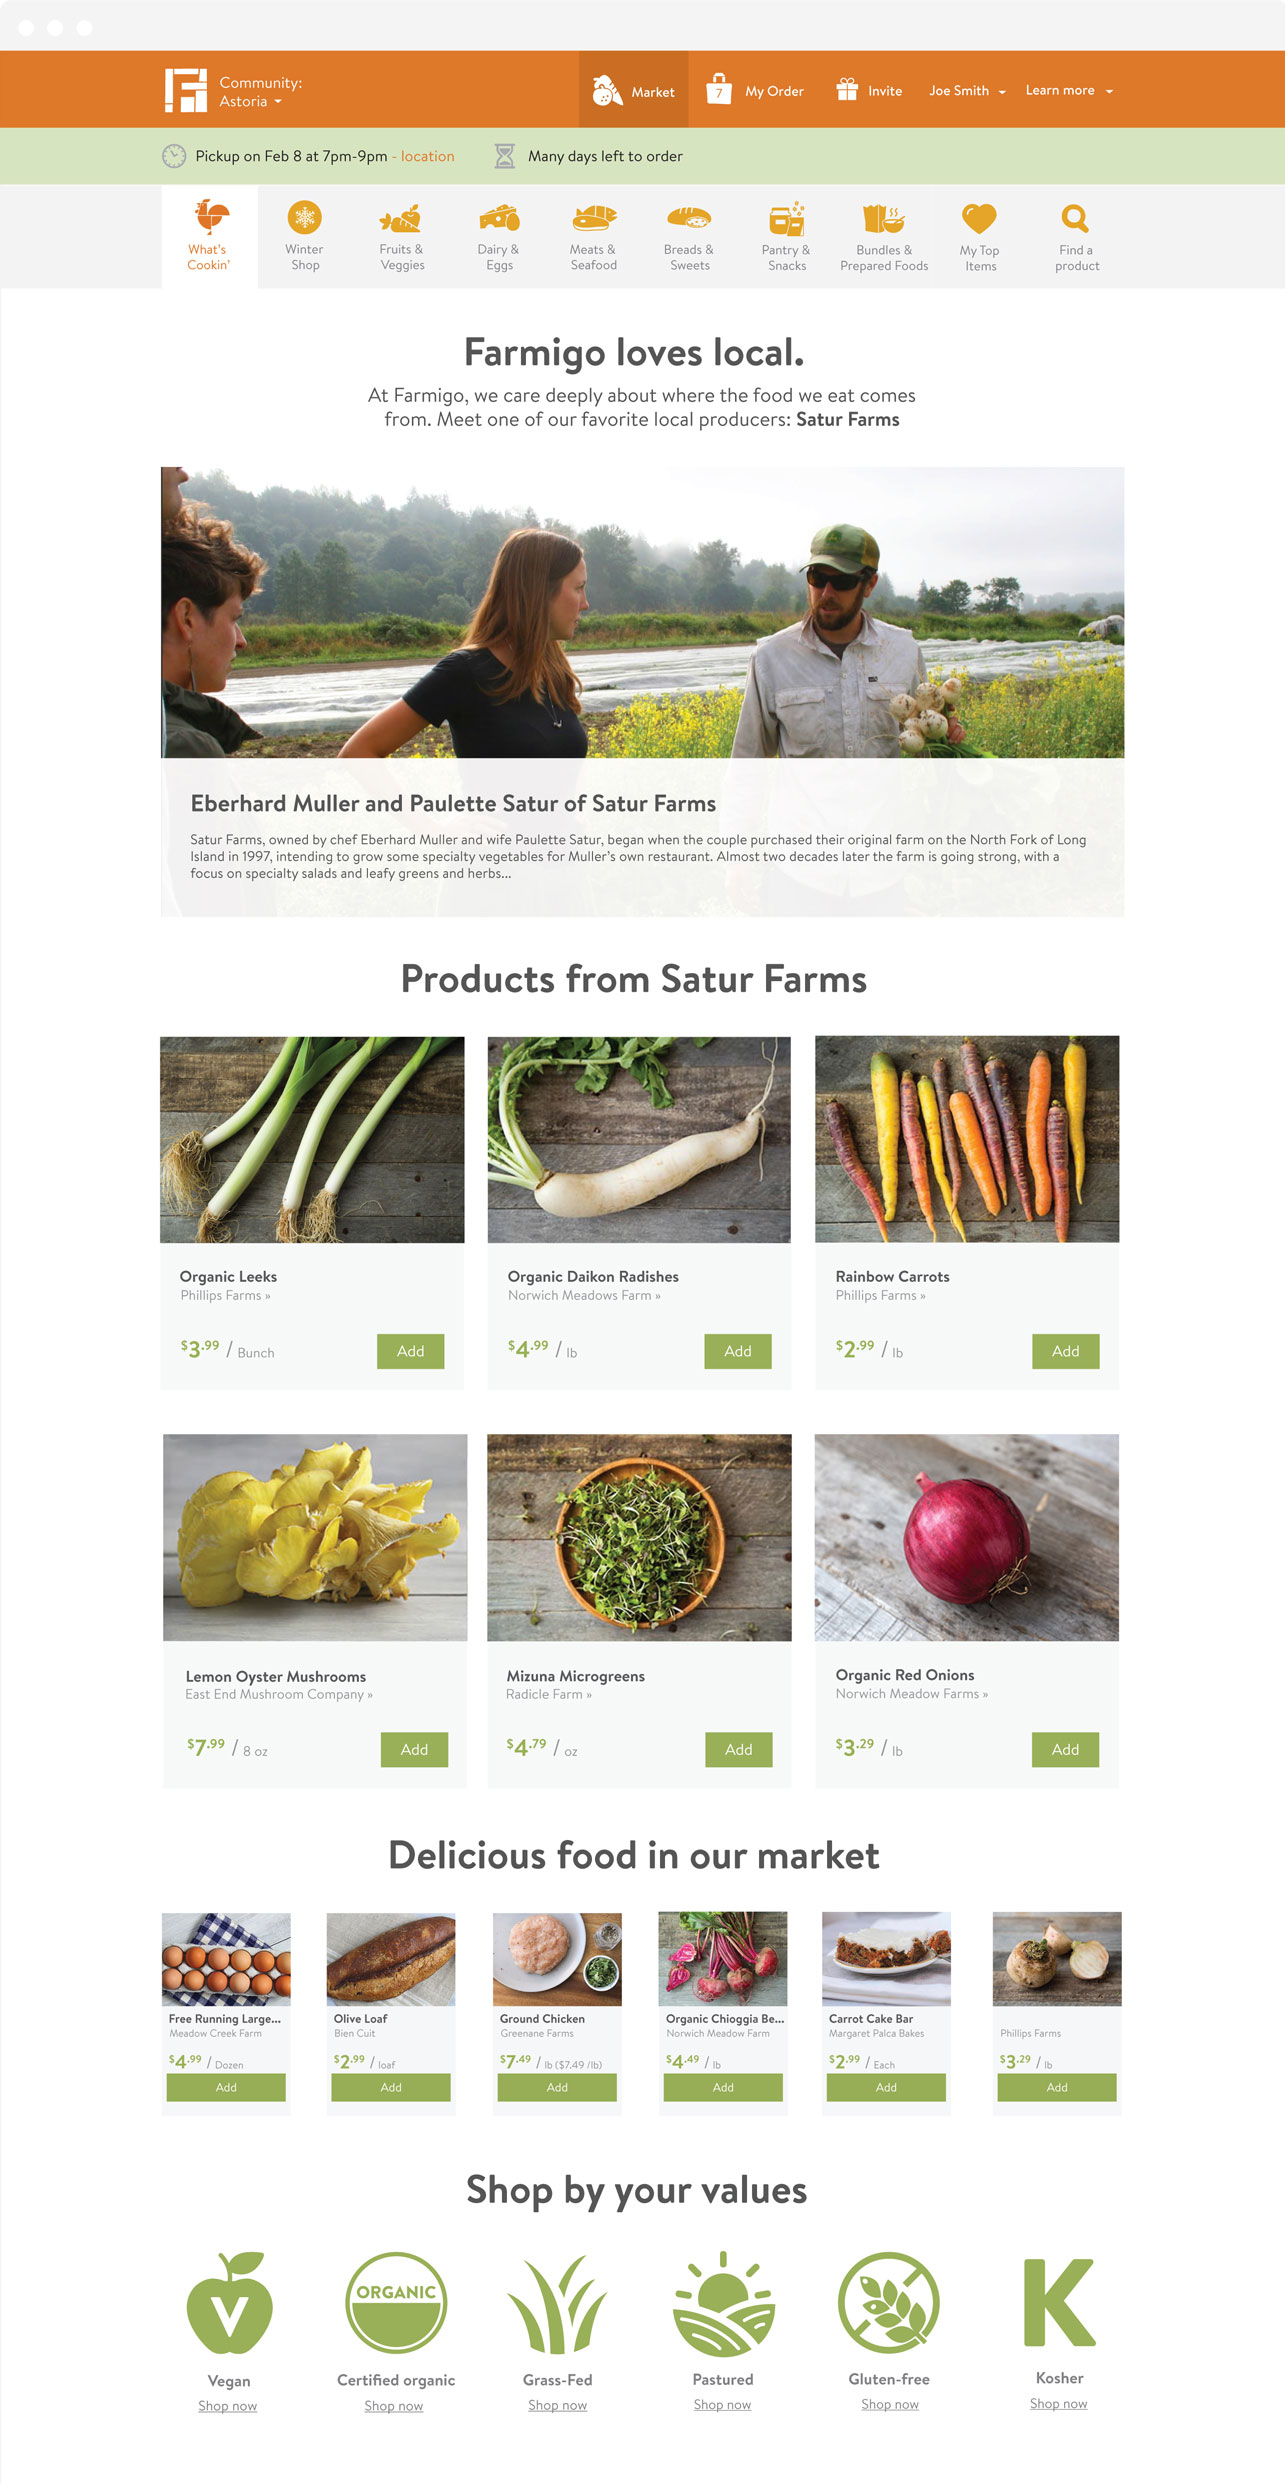 Community:
Astoria
Market
7
My Order
Invite
Joe Smith
Learn more
Pickup on Feb 8 at 7pm-9pm - location
Many days left to order
What's
Cookin'
Winter
Shop
Fruits &
Veggies
Dairy &
Eggs
Meats &
Seafood
Breads &
Sweets
Pantry &
Snacks
Bundles &
Prepared Foods
My Top
Items
Find a
product
Farmigo loves local.
At Farmigo, we care deeply about where the food we eat comes
from. Meet one of our favorite local producers: Satur Farms
Eberhard Muller and Paulette Satur of Satur Farms
Satur Farms, owned by chef Eberhard Muller and wife Paulette Satur, began when the couple purchased their original farm on the North Fork of Long
Island in 1997, intending to grow some specialty vegetables for Muller's own restaurant. Almost two decades later the farm is going strong, with a
focus on specialty salads and leafy greens and herbs...
Products from Satur Farms
Organic Leeks
Phillips Farms »
$3.99 / Bunch
Add
Organic Daikon Radishes
Norwich Meadows Farm »
$4.99 / lb
Add
Rainbow Carrots
Phillips Farms »
$2.99 / lb
Add
Lemon Oyster Mushrooms
East End Mushroom Company »
$7.99 / 8 oz
Add
Mizuna Microgreens
Radicle Farm »
$4.79 / oz
Add
Organic Red Onions
Norwich Meadow Farms »
$3.29 / lb
Add
Delicious food in our market
Free Running Large...
Meadow Creek Farm
$4.99 / Dozen
Add
Olive Loaf
Bien Cuit
$2.99 / loaf
Add
Ground Chicken
Greenane Farms
$7.49 / lb ($7.49 /lb)
Add
Organic Chioggia Be...
Norwich Meadow Farm
$4.49 / lb
Add
Carrot Cake Bar
Margaret Palca Bakes
$2.99 / Each
Add
Phillips Farms
$3.29 / lb
Add
Shop by your values
V
Vegan
Shop now
ORGANIC
Certified organic
Shop now
Grass-Fed
Shop now
Pastured
Shop now
Gluten-free
Shop now
K
Kosher
Shop now